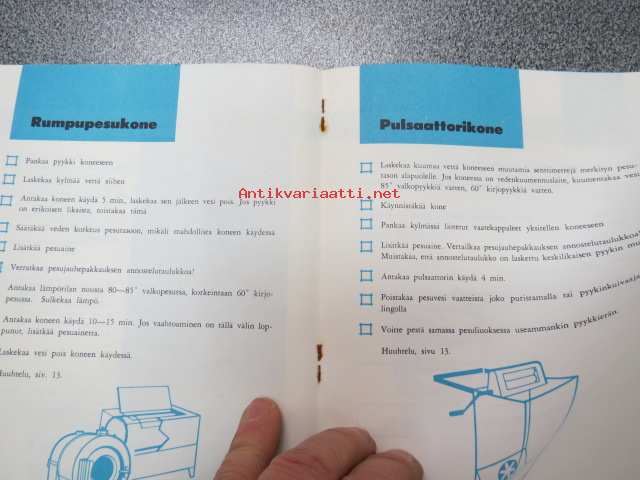 Rumpupesukone
Pankaa pyykki koneeseen
Laskekaa kylmää vettä siihen
Antakaa koneen käydä 5 min, laskekaa sen jälkeen vesi pois. Jos pyykki
on erikoisen likaista, toistakaa tämä
Säätäkää veden korkeus pesutasoon, mikäli mahdollista koneen käydessä
Lisätkää pesuaine
Verratkaa pesujauhepakkauksen annostelutaulukkoa!
Antakaa lämpötilan nousta 80—85° valkopesussa, korkeintaan 60° kirjo-
pesussa. Sulkekaa lämpö.
Antakaa koneen käydä 10—15 min. Jos vaahtoaminen on tällä välin lop-
punut, lisätkää pesuainetta.
Laskekaa vesi pois koneen käydessä.
Huuhtelu, siv. 13.
Pulsaattorikone
Laskekaa kuumaa vettä koneeseen muutamia senttimetrejä merkityn pesu-
tason alapuolelle. Jos koneessa on vedenkuumennuslaite, kuumentakaa vesi
85° valkopyykkiä varten, 60° kirjopyykkiä varten.
Käynnistäkää kone
Pankaa kylmässä lionnut vaatekappaleet yksitellen koneeseen
Lisätkää pesuaine. Vertailkaa pesujauhepakkauksen annostelutaulukkoa!
Muistakaa, että annostelutaulukko on laskettu keskilikaisen pyykin
Antakaa pulsaattorin käydä 4 min.
Poistakaa pesuvesi vaatteista joko puristamalla tai pyykinkuivaus
lingolla
Voitte pestä samassa pesuliuoksessa useammankin pyykkierän.
Huuhtelu, sivu 13.
Antikvariaatti.net